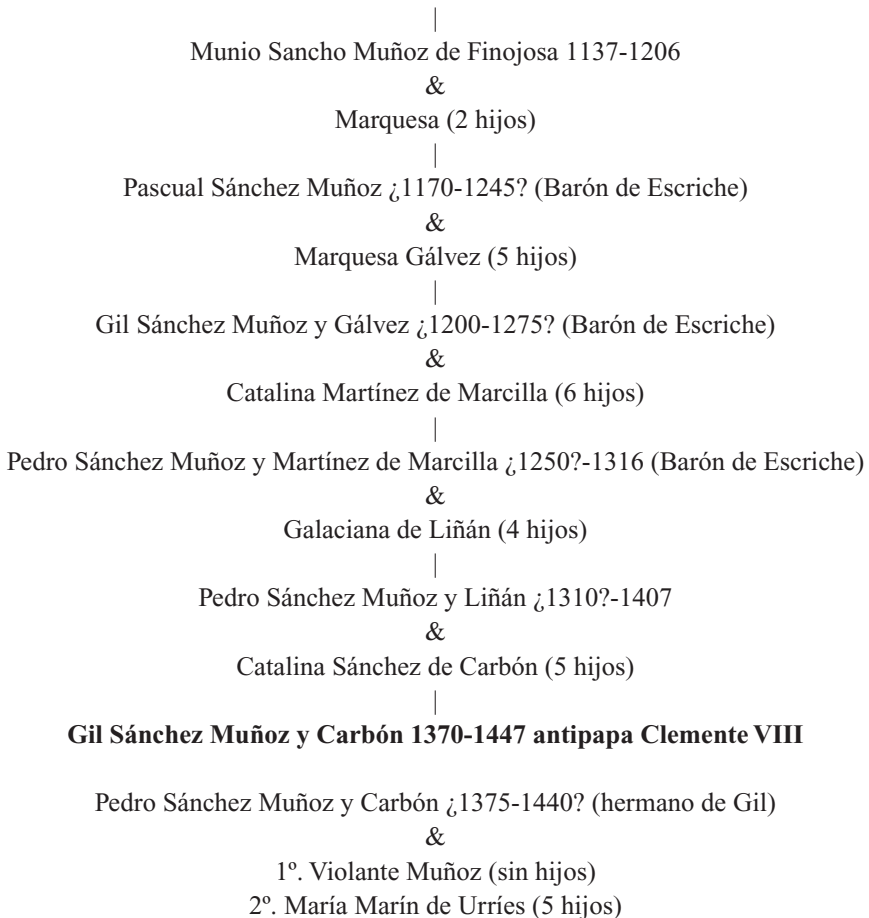 |
Munio Sancho Muñoz de Finojosa 1137-1206
&
Marquesa (2 hijos)
|
Pascual Sánchez Muñoz ¿1170-1245? (Barón de Escriche)
&
Marquesa Gálvez (5 hijos)
|
Gil Sánchez Muñoz y Gálvez ¿1200-1275? (Barón de Escriche)
&
Catalina Martínez de Marcilla (6 hijos)
|
Pedro Sánchez Muñoz y Martínez de Marcilla ¿1250?-1316 (Barón de Escriche)
&
Galaciana de Liñán (4 hijos)
|
Pedro Sánchez Muñoz y Liñán ¿1310?-1407
&
Catalina Sánchez de Carbón (5 hijos)
|
Gil Sánchez Muñoz y Carbón 1370-1447 antipapa Clemente VIII
Pedro Sánchez Muñoz y Carbón ¿1375-1440? (hermano de Gil)
&
1º. Violante Muñoz (sin hijos)
2º. María Marín de Urríes (5 hijos)